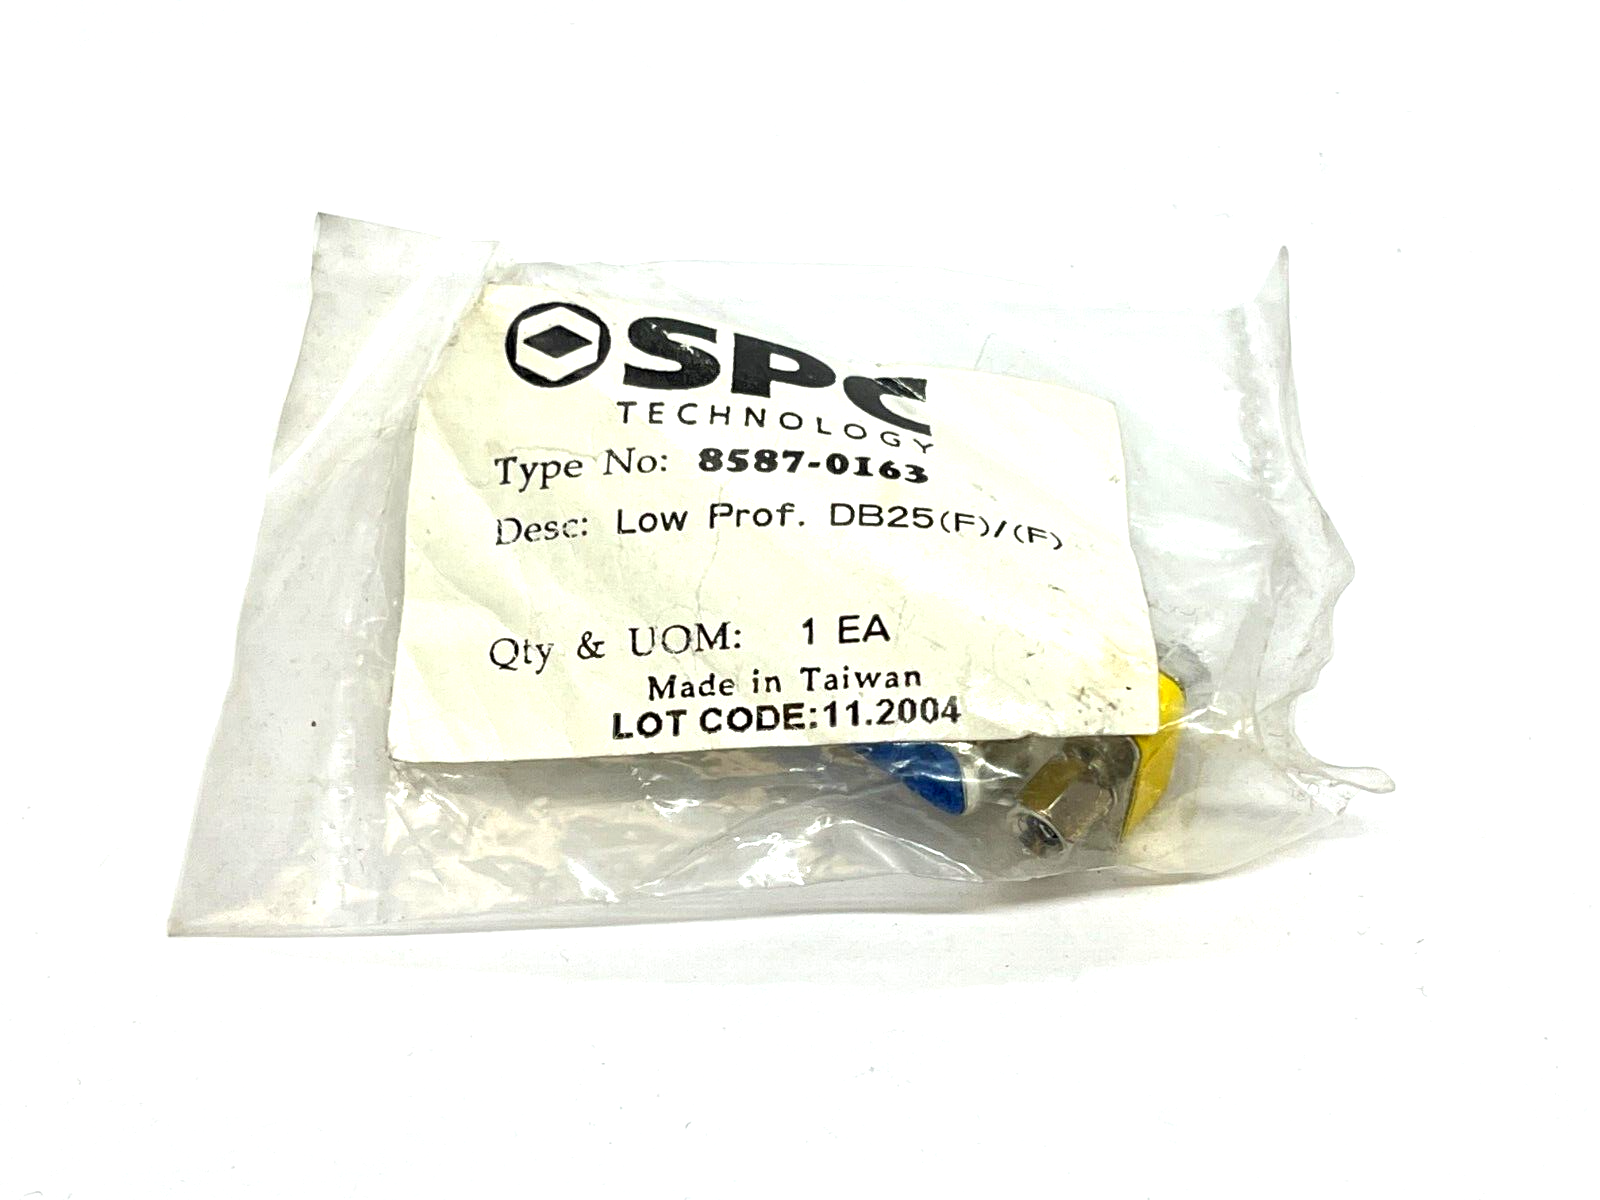 SPC
TECHNOLOGY
Type No: 8587-0163
Desc: Low Prof. DB25(F)/(F)
Qty & UOM: 1 EA
Made in Taiwan
LOT CODE:11.2004